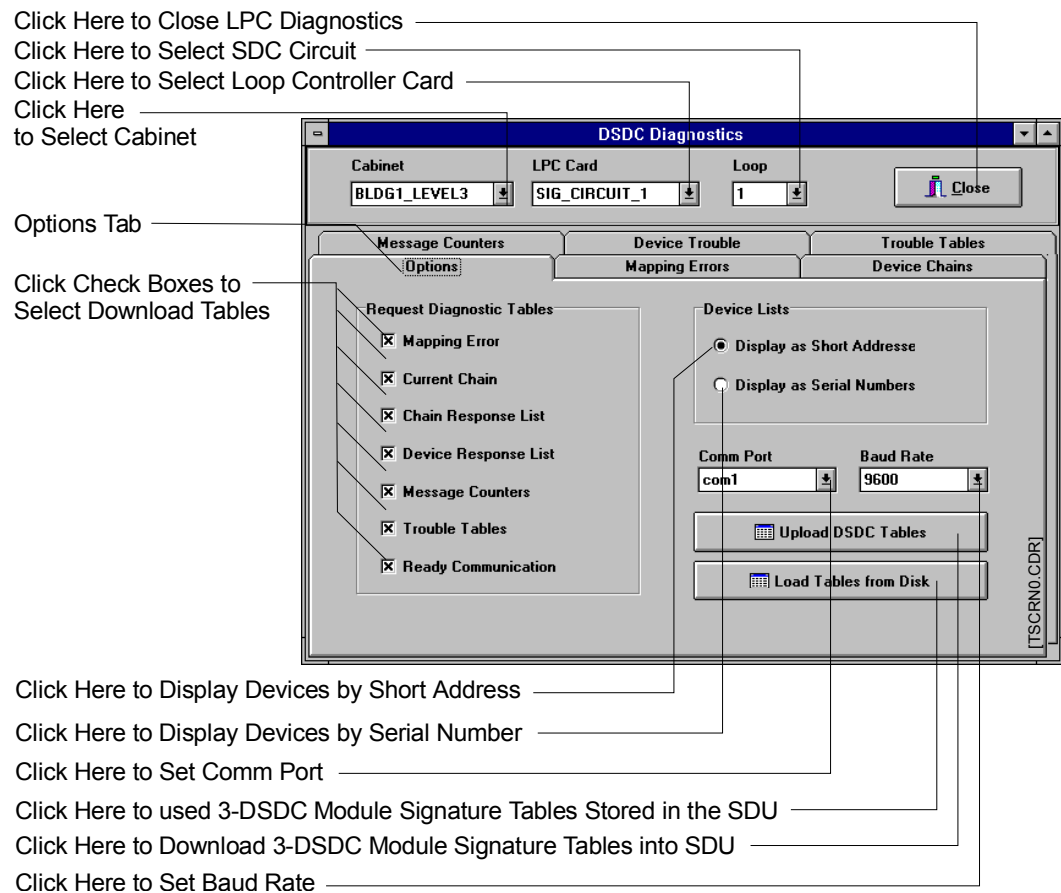 Click Here to Close LPC Diagnostics
Click Here to Select SDC Circuit
Click Here to Select Loop Controller Card
Click Here
to Select Cabinet
DSDC Diagnostics
Cabinet LPC Card Loop
BLDG1_LEVEL3 SIG_CIRCUIT_1 1 Close
Options Tab
Message Counters Device Trouble Trouble Tables
Options Mapping Errors Device Chains
Click Check Boxes to
Select Download Tables
Request Diagnostic Tables
Mapping Error
Current Chain
Chain Response List
Device Response List
Message Counters
Trouble Tables
Ready Communication
Device Lists
Display as Short Addresse
Display as Serial Numbers
Comm Port Baud Rate
com1 9600
Upload DSDC Tables
Load Tables from Disk
[TSCRN0.CDR]
Click Here to Display Devices by Short Address
Click Here to Display Devices by Serial Number
Click Here to Set Comm Port
Click Here to used 3-DSDC Module Signature Tables Stored in the SDU
Click Here to Download 3-DSDC Module Signature Tables into SDU
Click Here to Set Baud Rate